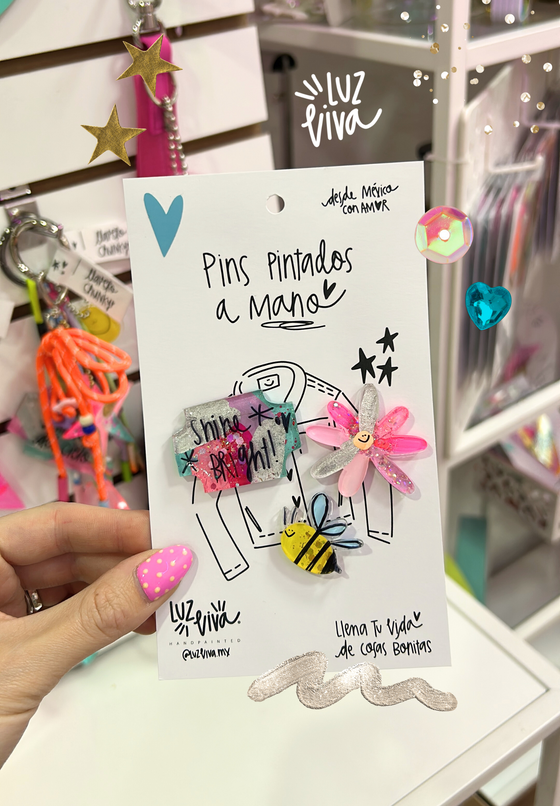 LUZ
Viva
desde México
con AMOR
Pins Pintados
a Mano
Shine
BRIGht!!
LUZ
Viva.
HANDPAINTED
@luzviva.mx
Llena Tu Vida
de Cosas Bonitas